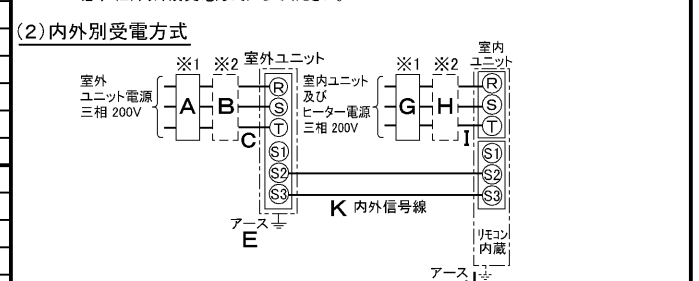 (2)内外別受電方式
※1 ※2 室外ユニット
室外
ユニット電源
三相 200V
A B C
R
S
T
S1
S2
S3
アース
E
室内ユニット
及び
ヒーター電源
三相 200V
※1 ※2
G H I
室内
ユニット
R
S
T
S1
S2
S3
K 内外信号線
リモコン
内蔵
アース